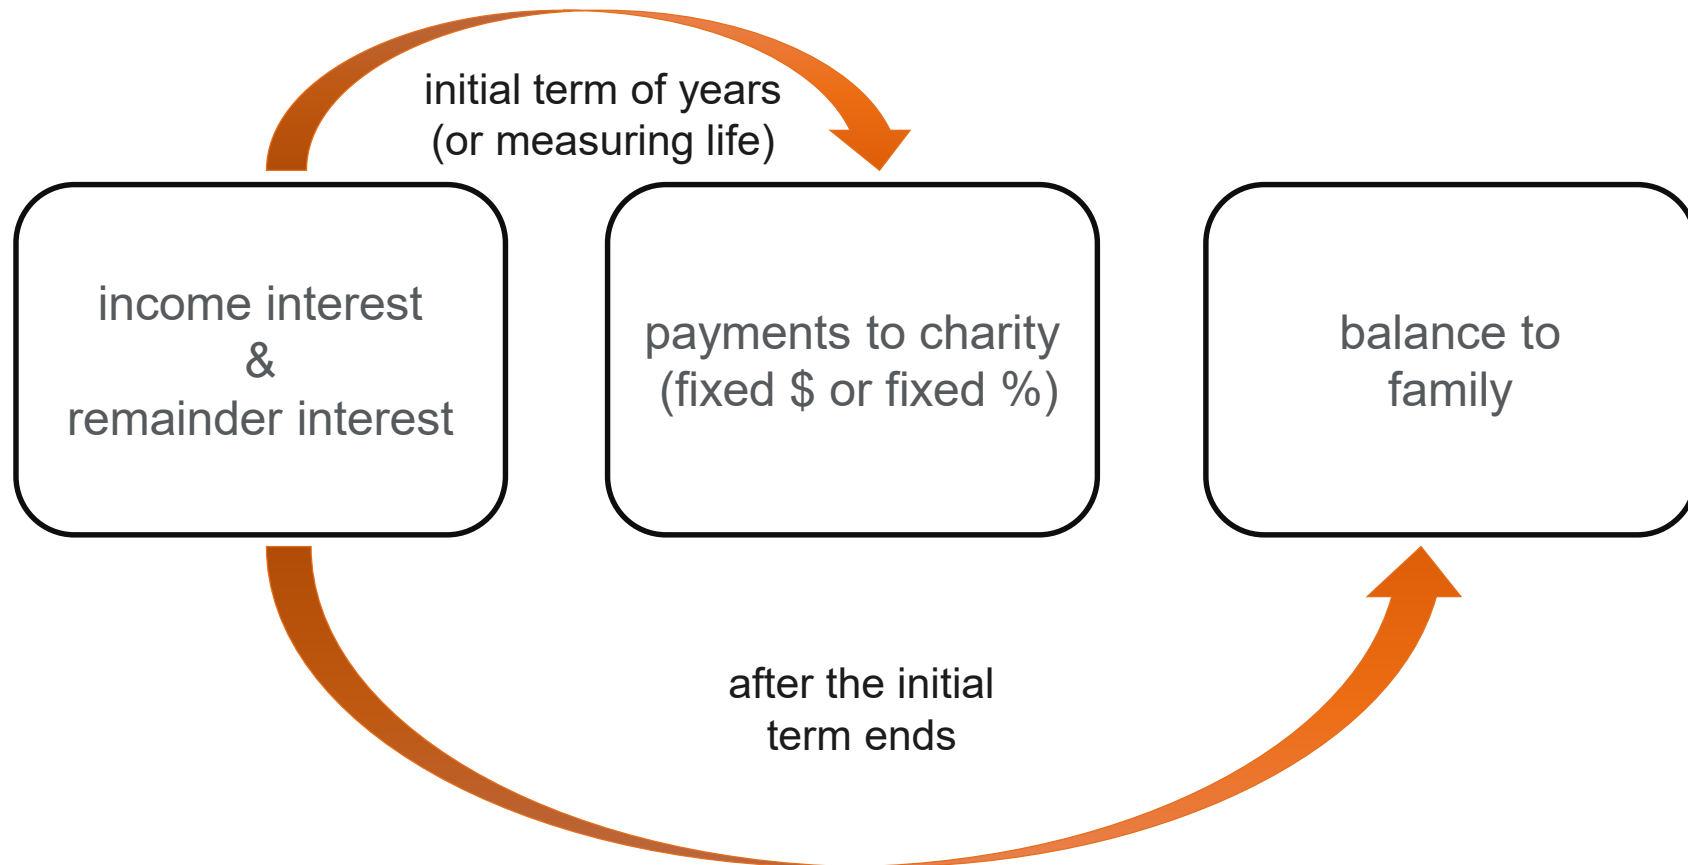 initial term of years
(or measuring life)
income interest
&
remainder interest
payments to charity
(fixed $ or fixed %)
balance to
family
after the initial
term ends